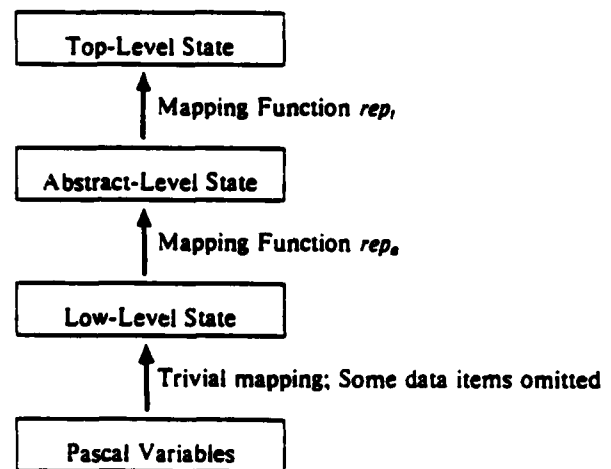 Top-Level State
Mapping Function repₜ
Abstract-Level State
Mapping Function repₐ
Low-Level State
Trivial mapping; Some data items omitted
Pascal Variables